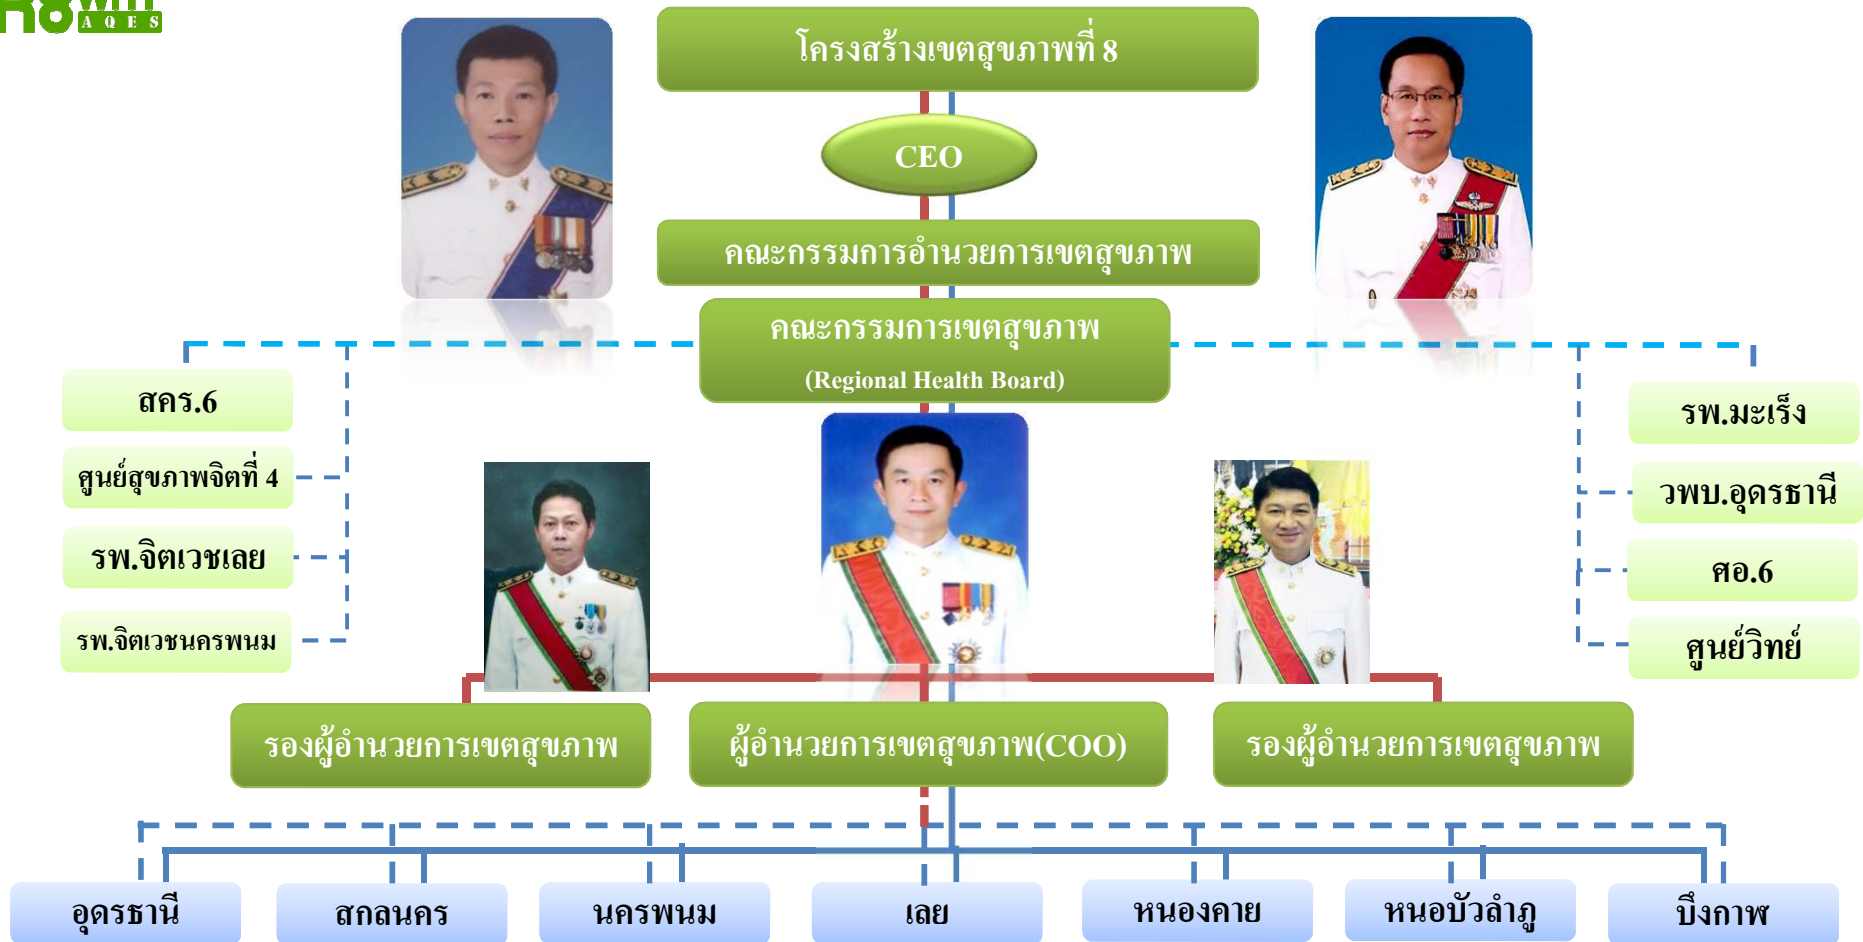 AQES
โครงสร้างเขตสุขภาพที่ 8
CEO
คณะกรรมการอำนวยการเขตสุขภาพ
คณะกรรมการเขตสุขภาพ
(Regional Health Board)
สคร.6
ศูนย์สุขภาพจิตที่ 4
รพ.จิตเวชเลย
รพ.จิตเวชนครพนม
รพ.มะเร็ง
วพบ.อุดรธานี
ศอ.6
ศูนย์วิทย์
รองผู้อำนวยการเขตสุขภาพ
ผู้อำนวยการเขตสุขภาพ(COO)
รองผู้อำนวยการเขตสุขภาพ
อุดรธานี
สกลนคร
นครพนม
เลย
หนองคาย
หนอบัวลำภู
บึงกาฬ